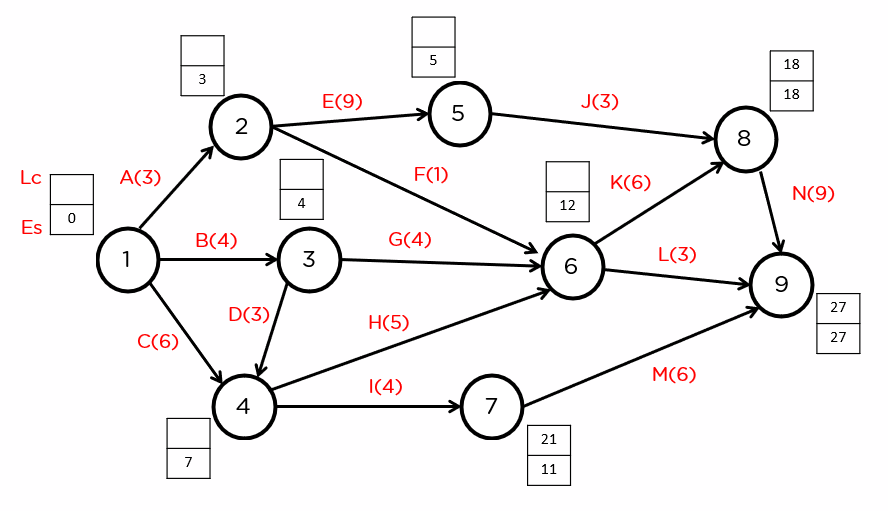 5
3
18
18
E(9)
J(3)
2
5
8
Lc
A(3)
F(1)
K(6)
N(9)
Es
0
4
12
B(4)
G(4)
L(3)
1
3
6
9
D(3)
H(5)
C(6)
27
27
I(4)
M(6)
4
7
7
21
11